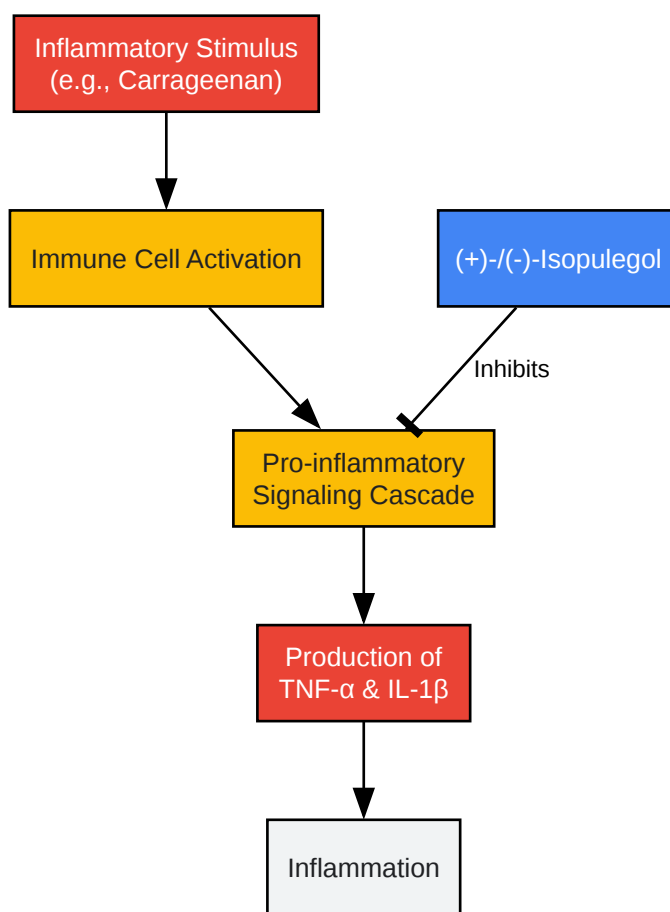 Inflammatory Stimulus
(e.g., Carrageenan)
Immune Cell Activation
(+)-/(-)-Isopulegol
Inhibits
Pro-inflammatory
Signaling Cascade
Production of
TNF-α & IL-1β
Inflammation